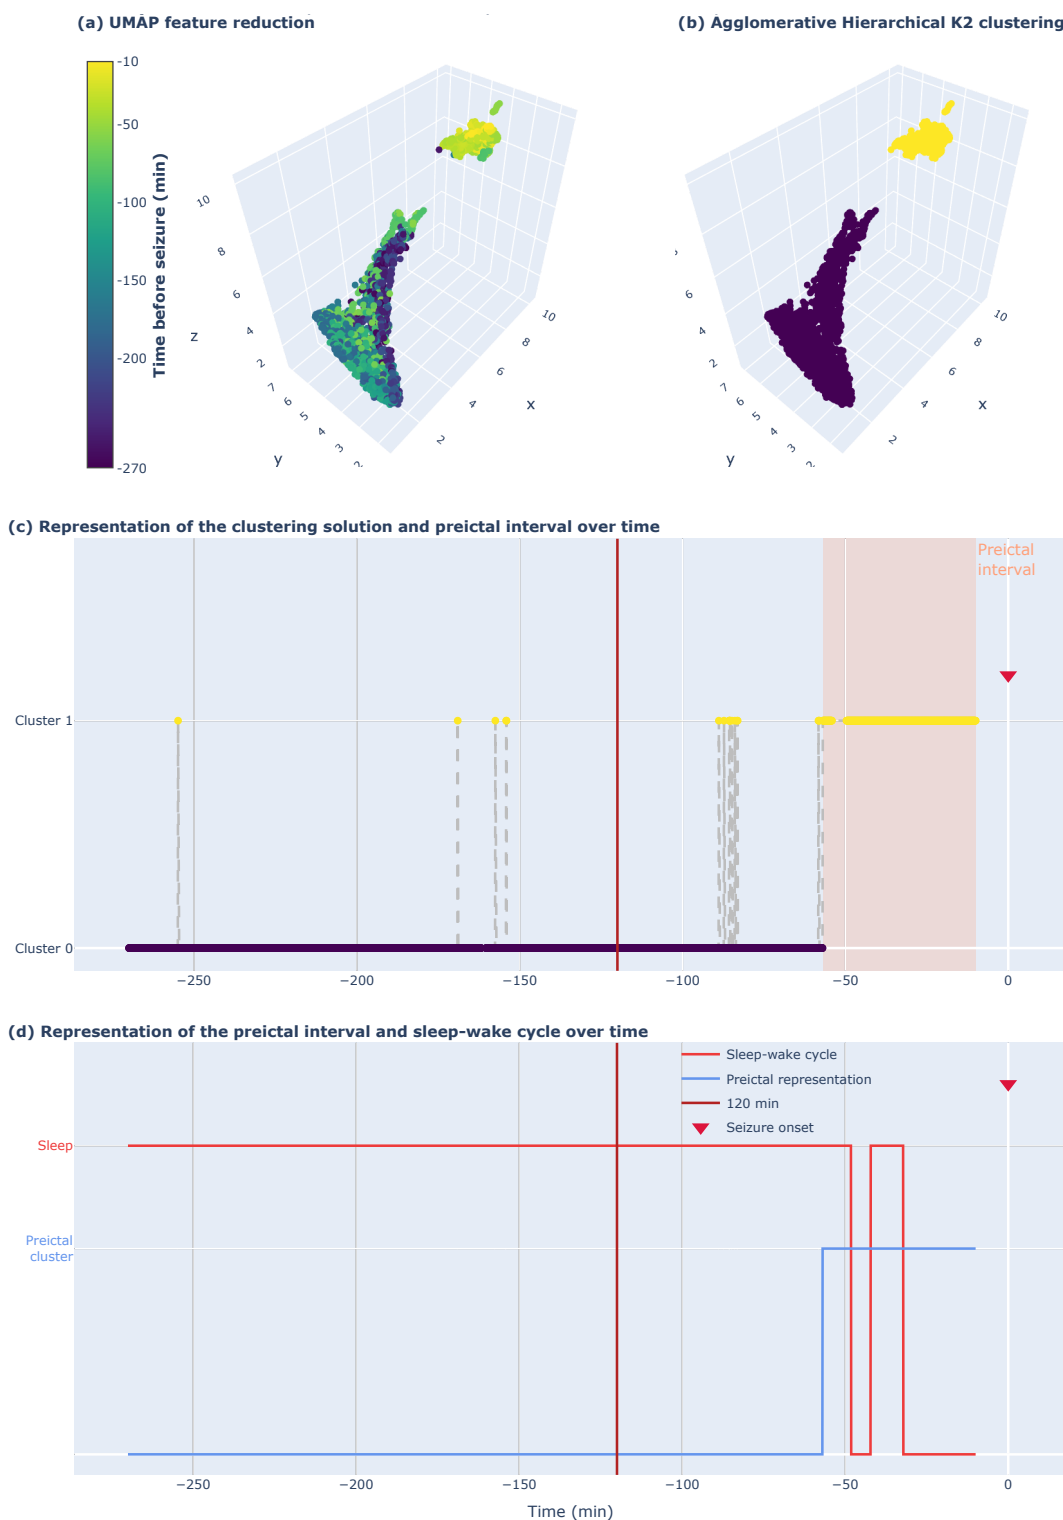 (a) UMAP feature reduction
(b) Agglomerative Hierarchical K2 clustering
-10
-50
-100
-150
-200
-270
Time before seizure (min)
10
8
6
4
2
z
7
6
5
4
3
2
y
2
4
6
8
10
x
6
4
2
7
6
5
4
3
2
y
2
4
6
8
10
x
(c) Representation of the clustering solution and preictal interval over time
Preictal
interval
Cluster 1
Cluster 0
−250
−200
−150
−100
−50
0
(d) Representation of the preictal interval and sleep-wake cycle over time
Sleep-wake cycle
Preictal representation
120 min
Seizure onset
Sleep
Preictal
cluster
−250
−200
−150
−100
−50
0
Time (min)